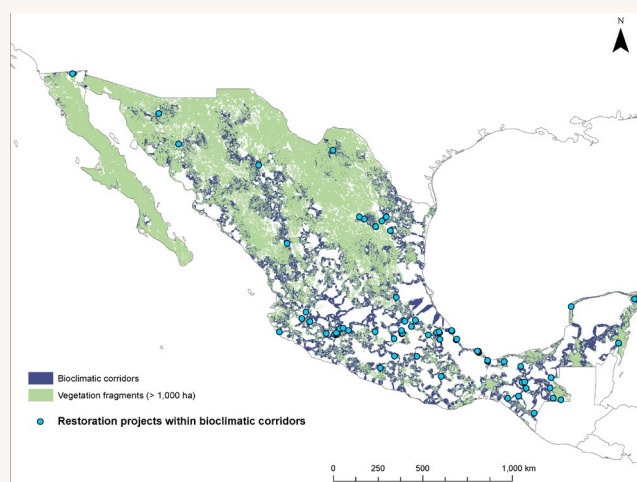 N
Bioclimatic corridors
Vegetation fragments (> 1,000 ha)
Restoration projects within bioclimatic corridors
0 250 500 1,000 km